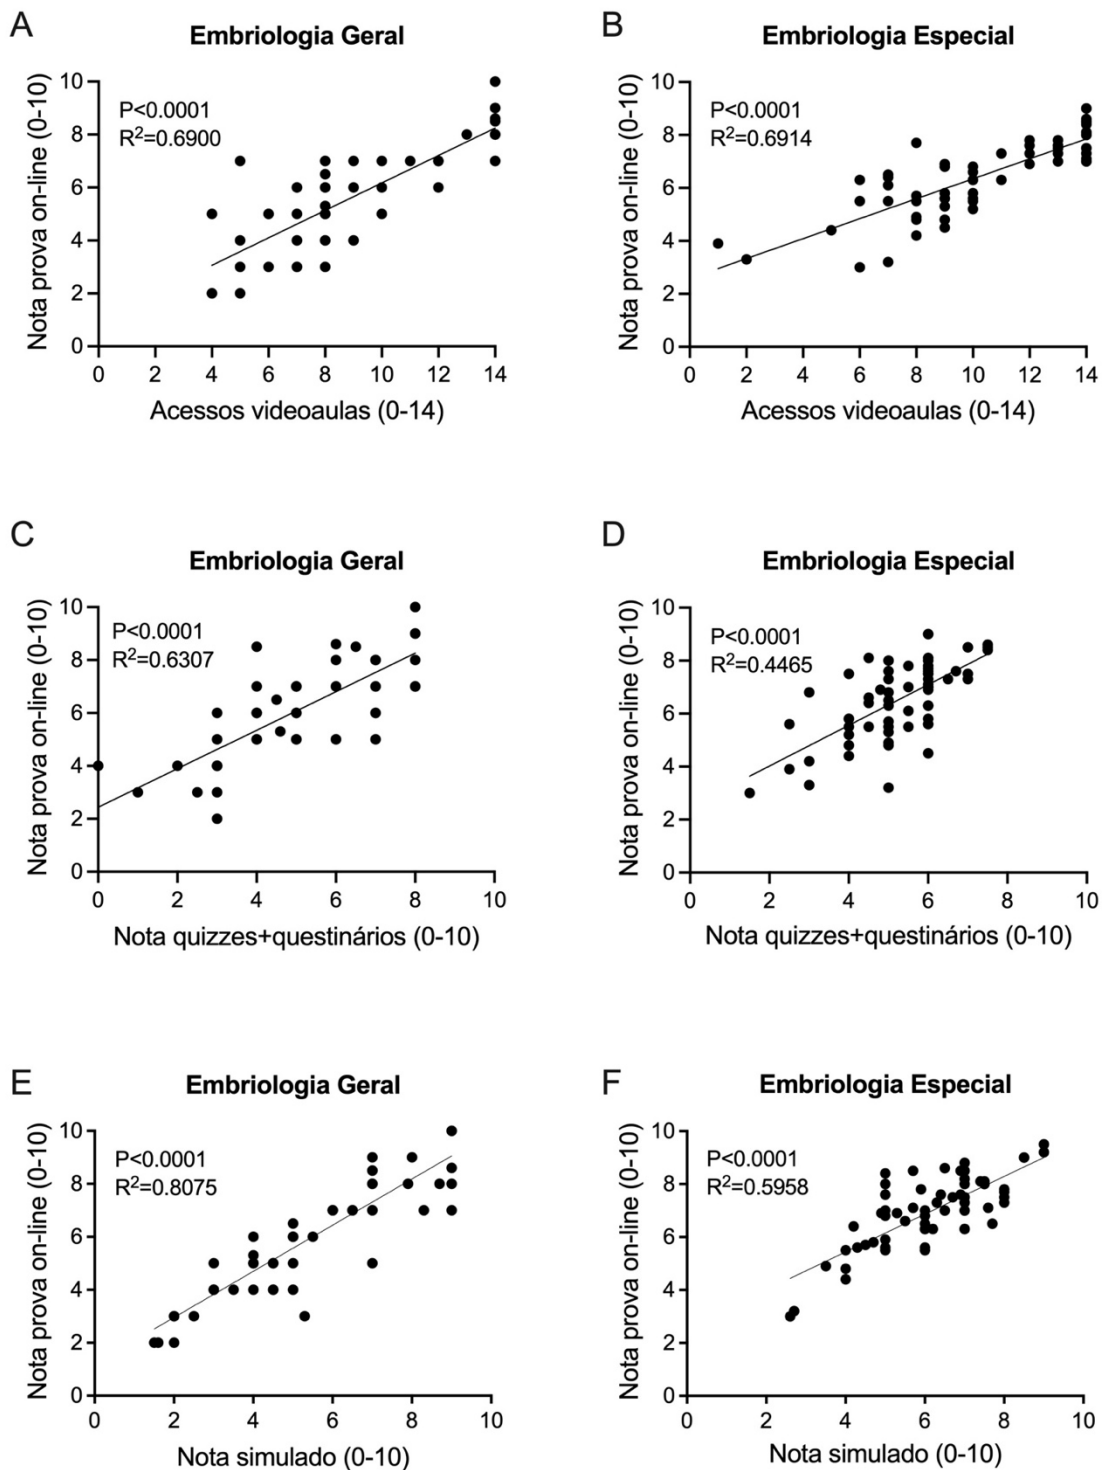 A
Embriologia Geral
P<0.0001
R²=0.6900
Nota prova on-line (0-10)
10
8
6
4
2
0
0 2 4 6 8 10 12 14
Acessos videoaulas (0-14)
B
Embriologia Especial
P<0.0001
R²=0.6914
Nota prova on-line (0-10)
10
8
6
4
2
0
0 2 4 6 8 10 12 14
Acessos videoaulas (0-14)
C
Embriologia Geral
P<0.0001
R²=0.6307
Nota prova on-line (0-10)
10
8
6
4
2
0
0 2 4 6 8 10
Nota quizzes+questinários (0-10)
D
Embriologia Especial
P<0.0001
R²=0.4465
Nota prova on-line (0-10)
10
8
6
4
2
0
0 2 4 6 8 10
Nota quizzes+questinários (0-10)
E
Embriologia Geral
P<0.0001
R²=0.8075
Nota prova on-line (0-10)
10
8
6
4
2
0
0 2 4 6 8 10
Nota simulado (0-10)
F
Embriologia Especial
P<0.0001
R²=0.5958
Nota prova on-line (0-10)
10
8
6
4
2
0
0 2 4 6 8 10
Nota simulado (0-10)